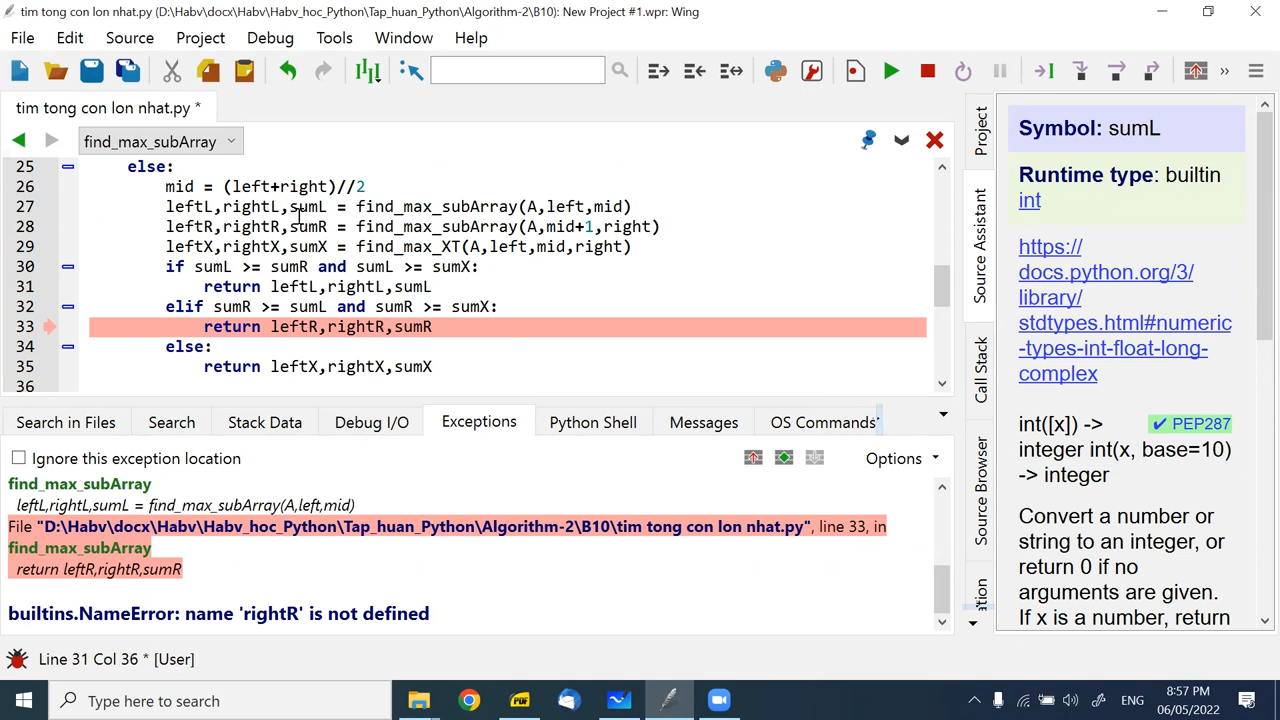 tim tong con lon nhat.py (D:\Habv\docx\Habv\Habv_hoc_Python\Tap_huan_Python\Algorithm-2\B10): New Project #1.wpr: Wing
File Edit Source Project Debug Tools Window Help
tim tong con lon nhat.py *
find_max_subArray
25 else:
26 mid = (left+right)//2
27 leftL,rightL,sumL = find_max_subArray(A,left,mid)
28 leftR,rightR,sumR = find_max_subArray(A,mid+1,right)
29 leftX,rightX,sumX = find_max_XT(A,left,mid,right)
30 if sumL >= sumR and sumL >= sumX:
31 return leftL,rightL,sumL
32 elif sumR >= sumL and sumR >= sumX:
33 return leftR,rightR,sumR
34 else:
35 return leftX,rightX,sumX
36
Project
Source Assistant
Call Stack
Source Browser
Symbol: sumL
Runtime type: builtin
int
https://
docs.python.org/3/
library/
stdtypes.html#numeric
-types-int-float-long-
complex
int([x]) -> ✔ PEP287
integer int(x, base=10)
-> integer
Convert a number or
string to an integer, or
return 0 if no
arguments are given.
If x is a number, return
Search in Files Search Stack Data Debug I/O Exceptions Python Shell Messages OS Commands
Ignore this exception location Options
find_max_subArray
leftL,rightL,sumL = find_max_subArray(A,left,mid)
File "D:\Habv\docx\Habv\Habv_hoc_Python\Tap_huan_Python\Algorithm-2\B10\tim tong con lon nhat.py", line 33, in
find_max_subArray
return leftR,rightR,sumR
builtins.NameError: name 'rightR' is not defined
Line 31 Col 36 * [User]
Type here to search
PDF
ENG
8:57 PM
06/05/2022